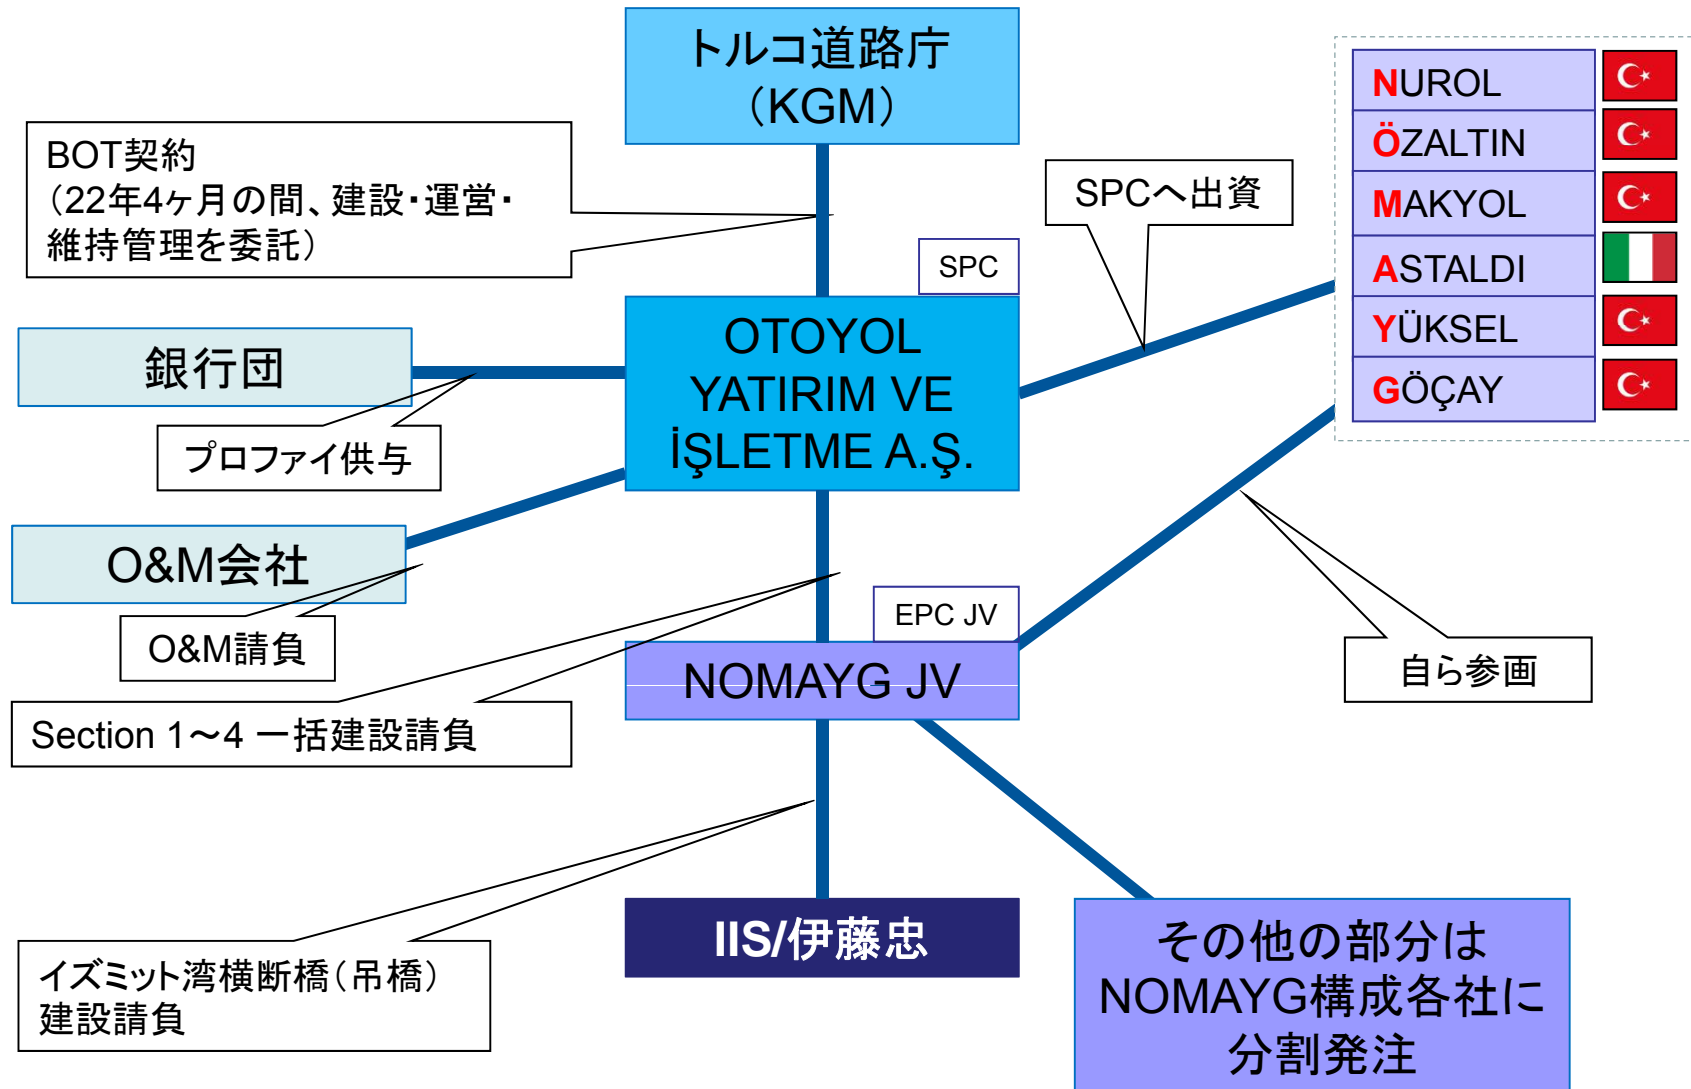 トルコ道路庁
（KGM）
BOT契約
（22年4ヶ月の間、建設・運営・
維持管理を委託）
SPCへ出資
NUROL
ÖZALTIN
MAKYOL
ASTALDI
YÜKSEL
GÖÇAY
SPC
OTOYOL
YATIRIM VE
İŞLETME A.Ş.
銀行団
プロファイ供与
O&M会社
O&M請負
EPC JV
NOMAYG JV
自ら参画
Section 1～4 一括建設請負
IIS/伊藤忠
イズミット湾横断橋（吊橋）
建設請負
その他の部分は
NOMAYG構成各社に
分割発注